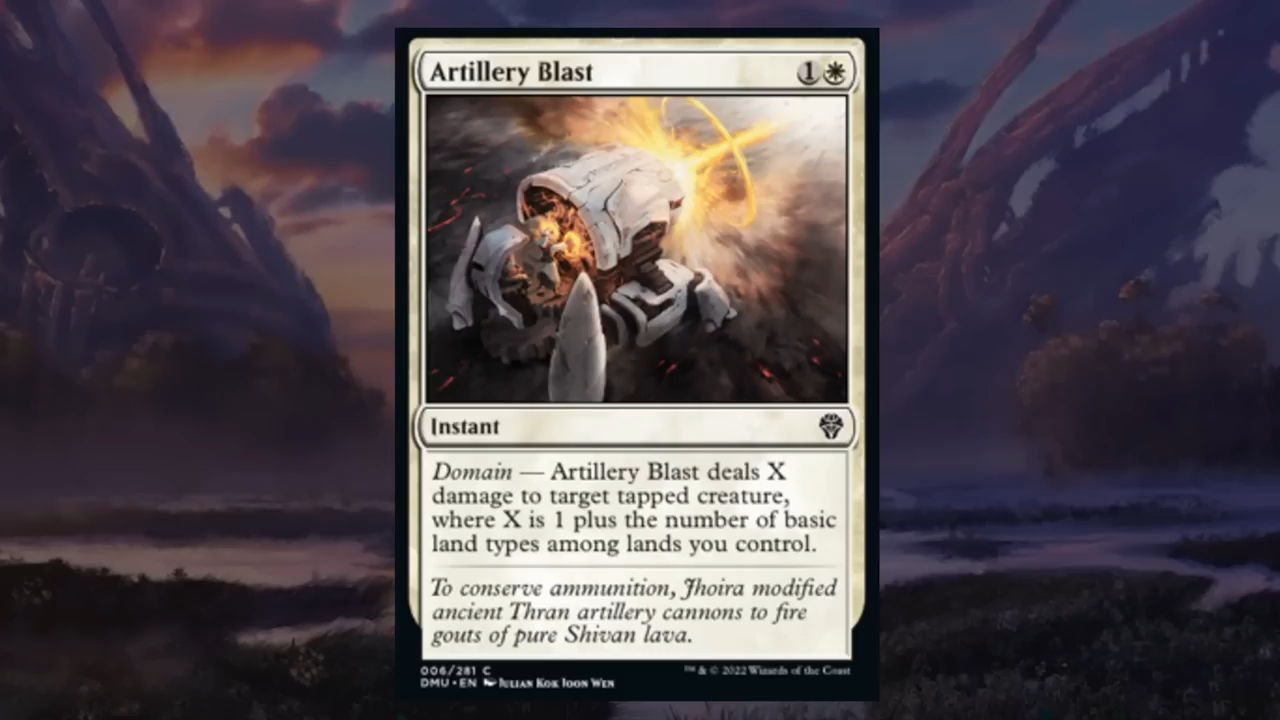 Artillery Blast 1
Instant
Domain — Artillery Blast deals X
damage to target tapped creature,
where X is 1 plus the number of basic
land types among lands you control.
To conserve ammunition, Jhoira modified
ancient Thran artillery cannons to fire
gouts of pure Shivan lava.
006/281 C
™ & © 2022 Wizards of the Coast
DMU • EN Julian Kok Joon Wen